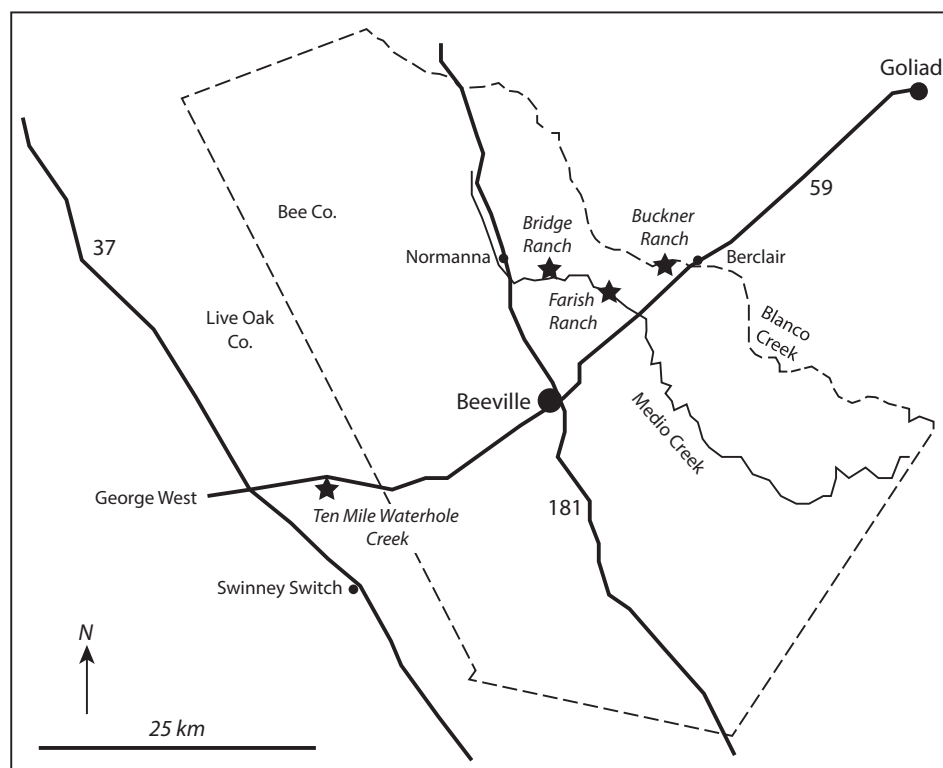 Goliad
59
Bee Co.
Bridge
Ranch
Buckner
Ranch
37
Normanna
Berclair
Farish
Ranch
Live Oak
Co.
Blanco
Creek
Beeville
Medio Creek
George West
181
Ten Mile Waterhole
Creek
Swinney Switch
N
25 km